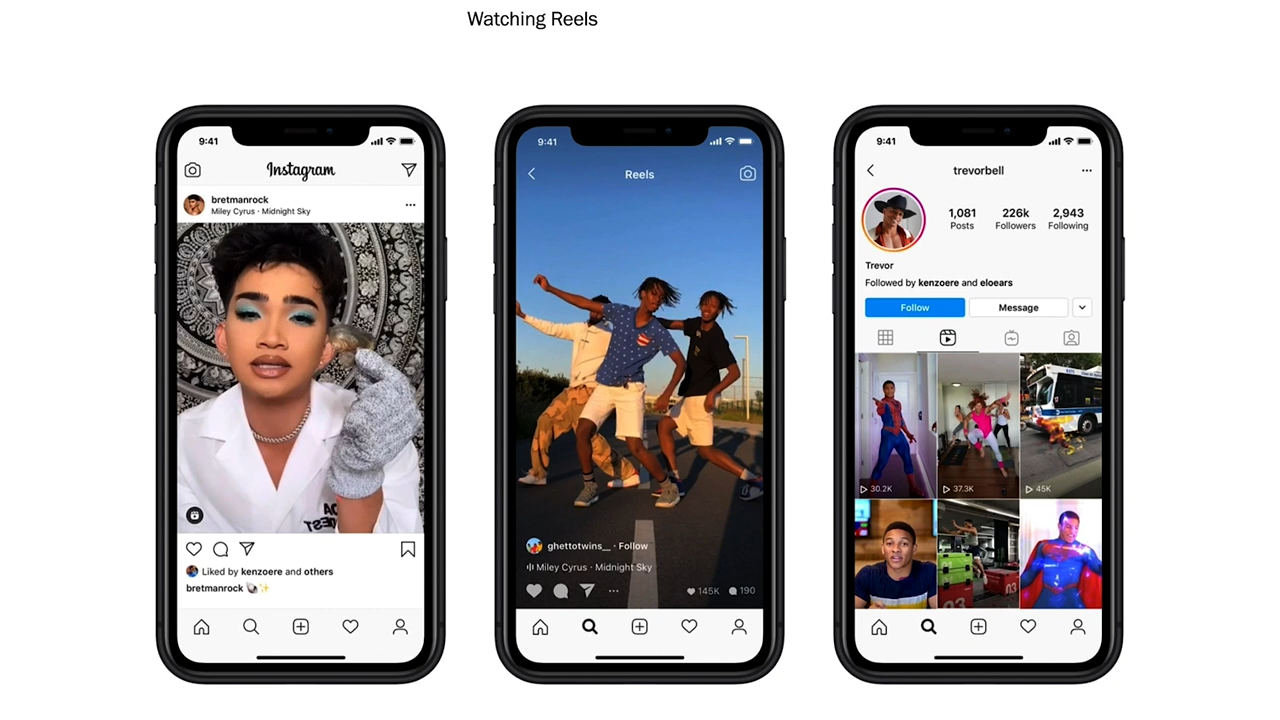 Watching Reels
9:41
Instagram
bretmanrock
Miley Cyrus · Midnight Sky
Liked by kenzoere and others
bretmanrock 🐚✨
9:41
Reels
ghettotwins__ · Follow
Miley Cyrus · Midnight Sky
145K 190
9:41
trevorbell
1,081 226k 2,943
Posts Followers Following
Trevor
Followed by kenzoere and eloears
Follow Message
30.2K 37.3K 45K
03 03